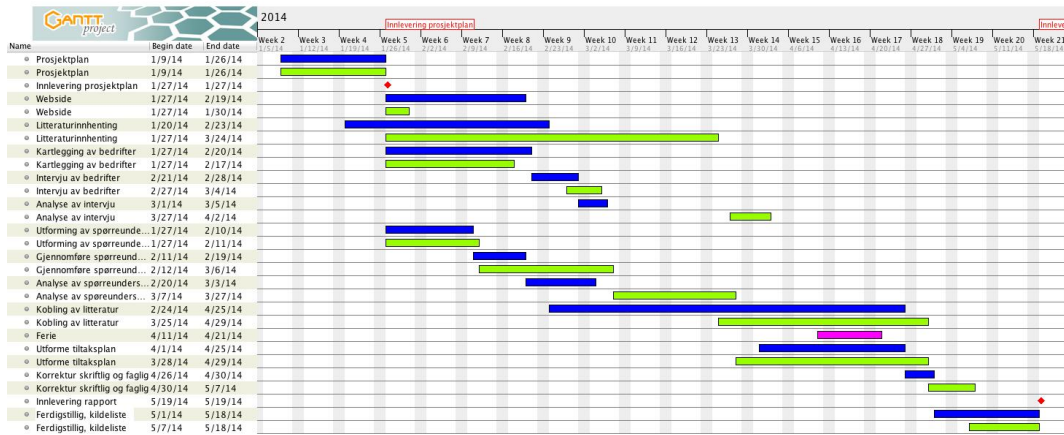 GANTT
project
2014
Innlevering prosjektplan
Innleve
Name Begin date End date
Week 2 Week 3 Week 4 Week 5 Week 6 Week 7 Week 8 Week 9 Week 10 Week 11 Week 12 Week 13 Week 14 Week 15 Week 16 Week 17 Week 18 Week 19 Week 20 Week 21
1/5/14 1/12/14 1/19/14 1/26/14 2/2/14 2/9/14 2/16/14 2/23/14 3/2/14 3/9/14 3/16/14 3/23/14 3/30/14 4/6/14 4/13/14 4/20/14 4/27/14 5/4/14 5/11/14 5/18/14
Prosjektplan 1/9/14 1/26/14
Prosjektplan 1/9/14 1/26/14
Innlevering prosjektplan 1/27/14 1/27/14
Webside 1/27/14 2/19/14
Webside 1/27/14 1/30/14
Litteraturinnhenting 1/20/14 2/23/14
Litteraturinnhenting 1/27/14 3/24/14
Kartlegging av bedrifter 1/27/14 2/20/14
Kartlegging av bedrifter 1/27/14 2/17/14
Intervju av bedrifter 2/21/14 2/28/14
Intervju av bedrifter 2/27/14 3/4/14
Analyse av intervju 3/1/14 3/5/14
Analyse av intervju 3/27/14 4/2/14
Utforming av spørreunde... 1/27/14 2/10/14
Utforming av spørreunde... 1/27/14 2/11/14
Gjennomføre spørreund... 2/11/14 2/19/14
Gjennomføre spørreund... 2/12/14 3/6/14
Analyse av spørreunders... 2/20/14 3/3/14
Analyse av spøreunders... 3/7/14 3/27/14
Kobling av litteratur 2/24/14 4/25/14
Kobling av litteratur 3/25/14 4/29/14
Ferie 4/11/14 4/21/14
Utforme tiltaksplan 4/1/14 4/25/14
Utforme tiltaksplan 3/28/14 4/29/14
Korrektur skriftlig og faglig 4/26/14 4/30/14
Korrektur skriftlig og faglig 4/30/14 5/7/14
Innlevering rapport 5/19/14 5/19/14
Ferdigstillig, kildeliste 5/1/14 5/18/14
Ferdigstillig, kildeliste 5/7/14 5/18/14